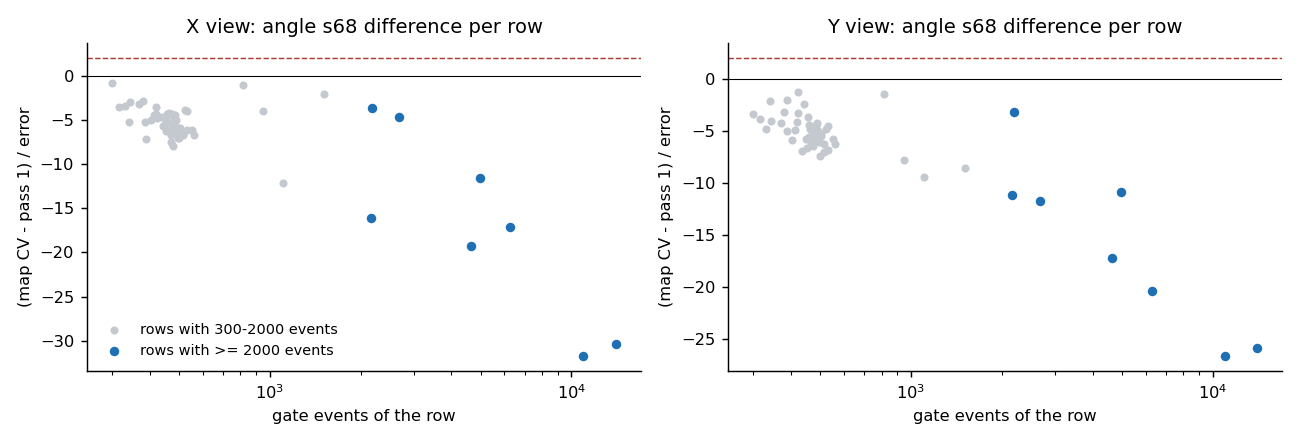 X view: angle s68 difference per row
(map CV - pass 1) / error
0
−5
−10
−15
−20
−25
−30
rows with 300-2000 events
rows with >= 2000 events
10³
10⁴
gate events of the row
Y view: angle s68 difference per row
(map CV - pass 1) / error
0
−5
−10
−15
−20
−25
10³
10⁴
gate events of the row